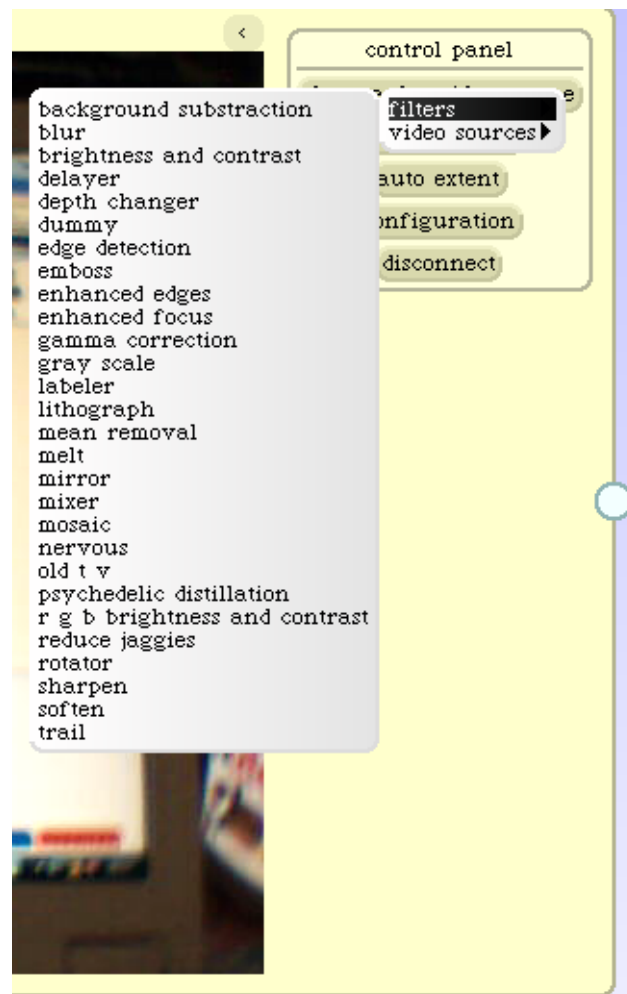 <
control panel
filters
video sources
auto extent
disconnect
background substraction
blur
brightness and contrast
delayer
depth changer
dummy
edge detection
emboss
enhanced edges
enhanced focus
gamma correction
gray scale
labeler
lithograph
mean removal
melt
mirror
mixer
mosaic
nervous
old t v
psychedelic distillation
r g b brightness and contrast
reduce jaggies
rotator
sharpen
soften
trail